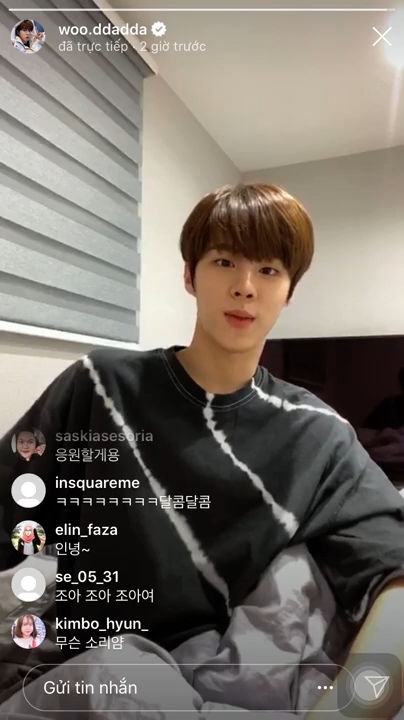 woo.ddadda
đã trực tiếp · 2 giờ trước
saskiasesoria
응원할게용
insquareme
ㅋㅋㅋㅋㅋㅋㅋㅋ달콤달콤
elin_faza
인녕~
se_05_31
조아 조아 조아여
kimbo_hyun_
무슨 소리얌
Gửi tin nhắn